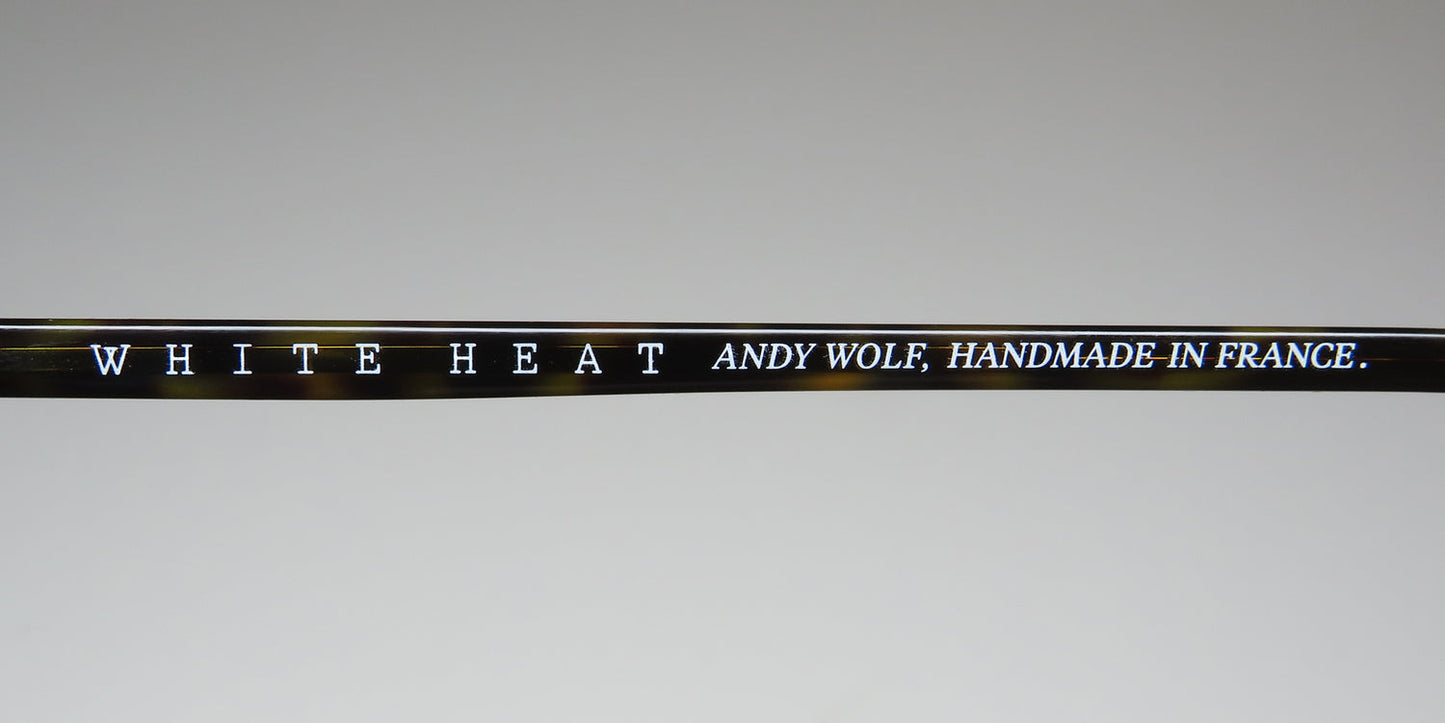 WHITE HEAT ANDY WOLF, HANDMADE IN FRANCE.